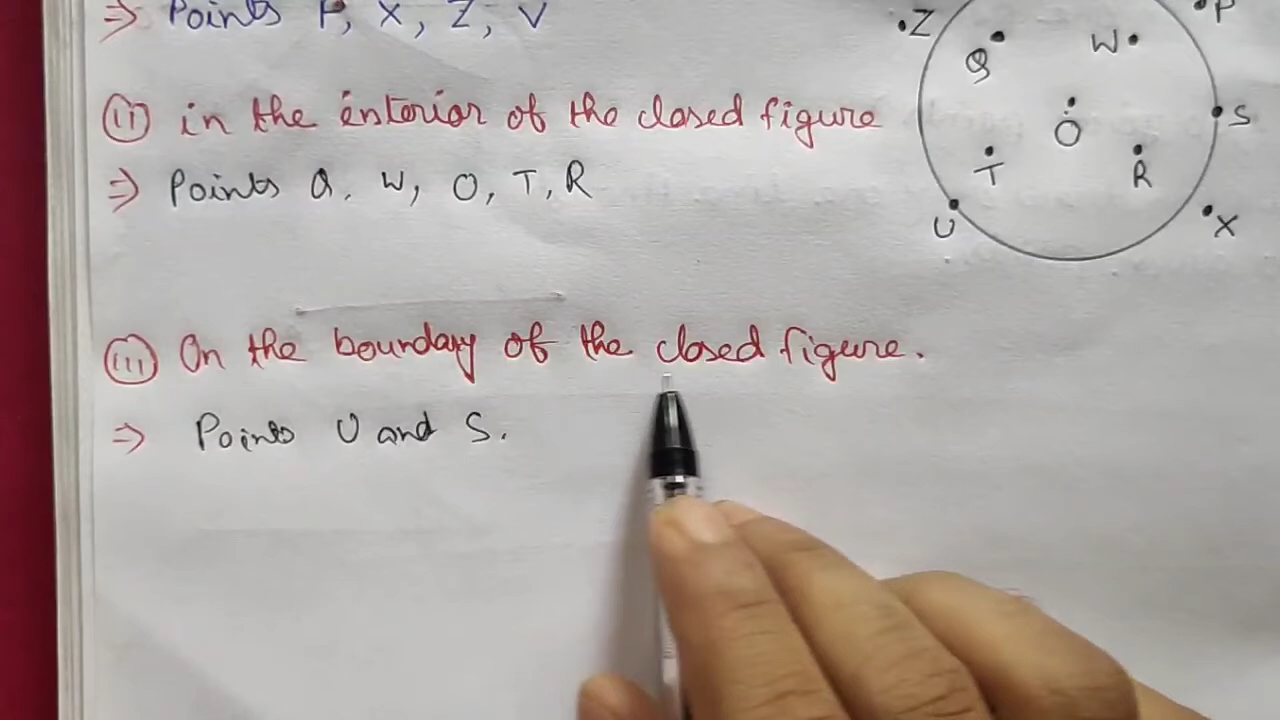 ⇒ Points P, X, Z, V
(ii) in the interior of the closed figure
⇒ Points Q, W, O, T, R
(iii) On the boundary of the closed figure.
⇒ Points U and S.
Z
P
Q
W
S
O
T
R
U
X